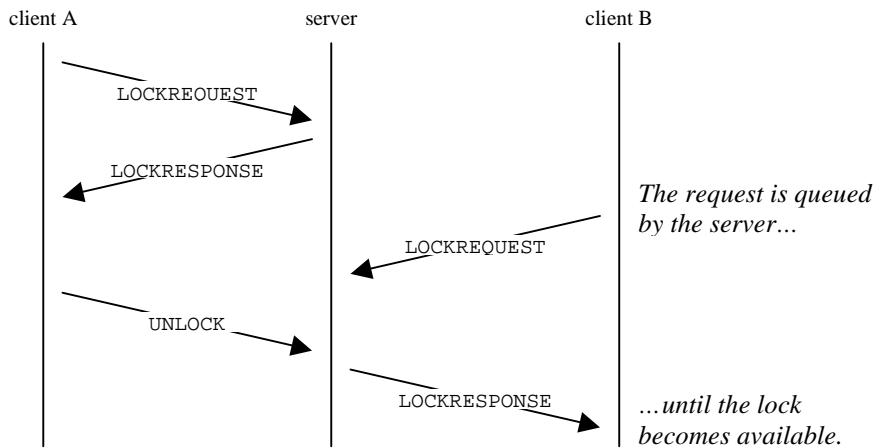 client A
server
client B
LOCKREQUEST
LOCKRESPONSE
The request is queued
by the server…
LOCKREQUEST
UNLOCK
LOCKRESPONSE
…until the lock
becomes available.